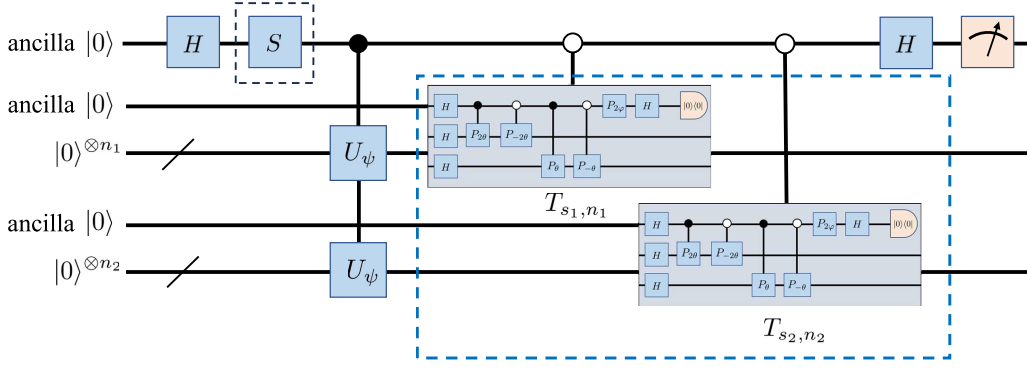 ancilla |0⟩ H S H
ancilla |0⟩ H P_{2φ} H |0⟩⟨0|
|0⟩^{⊗n_1} U_ψ H P_{2θ} P_{-2θ}
H P_θ P_{-θ}
T_{s_1,n_1}
ancilla |0⟩ H P_{2φ} H |0⟩⟨0|
|0⟩^{⊗n_2} U_ψ H P_{2θ} P_{-2θ}
H P_θ P_{-θ}
T_{s_2,n_2}